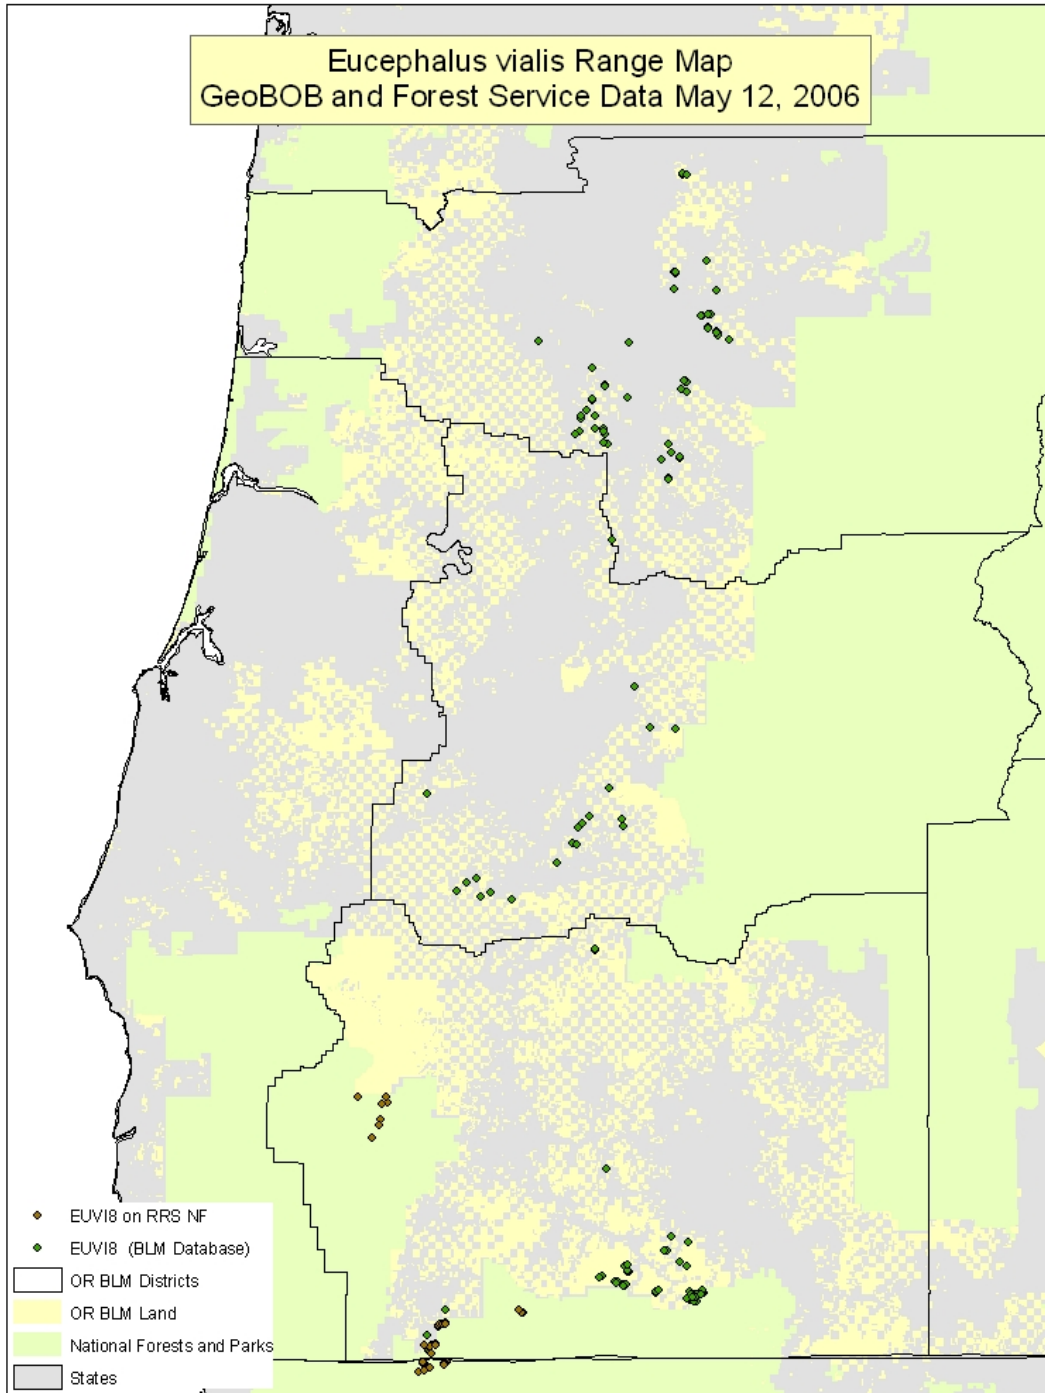 Eucephalus vialis Range Map
GeoBOB and Forest Service Data May 12, 2006
EUVI8 on RRS NF
EUVI8 (BLM Database)
OR BLM Districts
OR BLM Land
National Forests and Parks
States